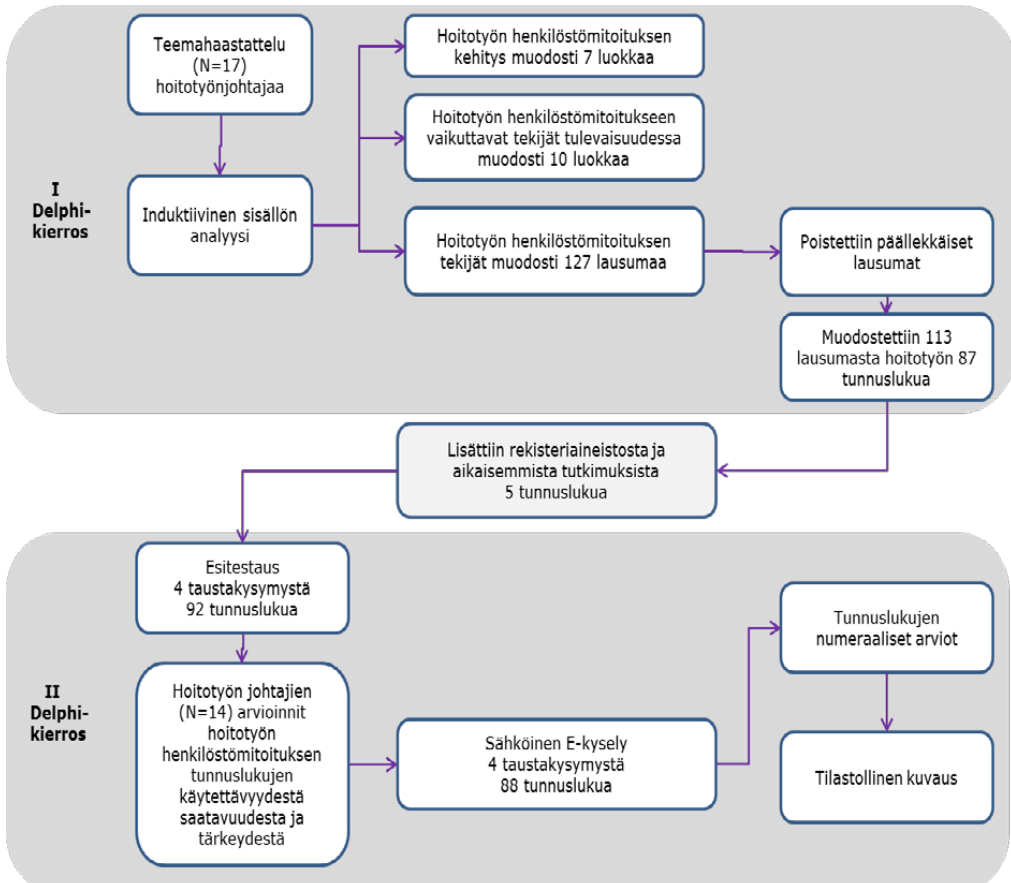 I
Delphi-
kierros
Teemahaastattelu
(N=17)
hoitotyönjohtajaa
Induktiivinen sisällön
analyysi
Hoitotyön henkilöstömitoituksen
kehitys muodosti 7 luokkaa
Hoitotyön henkilöstömitoitukseen
vaikuttavat tekijät tulevaisuudessa
muodosti 10 luokkaa
Hoitotyön henkilöstömitoituksen
tekijät muodosti 127 lausumaa
Poistettiin päällekkäiset
lausumat
Muodostettiin 113
lausumasta hoitotyön 87
tunnuslukua
Lisättiin rekisteriaineistosta ja
aikaisemmista tutkimuksista
5 tunnuslukua
II
Delphi-
kierros
Esitestaus
4 taustakysymystä
92 tunnuslukua
Hoitotyön johtajien
(N=14) arvioinnit
hoitotyön
henkilöstömitoituksen
tunnuslukujen
käytettävyydestä
saatavuudesta ja
tärkeydestä
Sähköinen E-kysely
4 taustakysymystä
88 tunnuslukua
Tunnuslukujen
numeraaliset arviot
Tilastollinen kuvaus